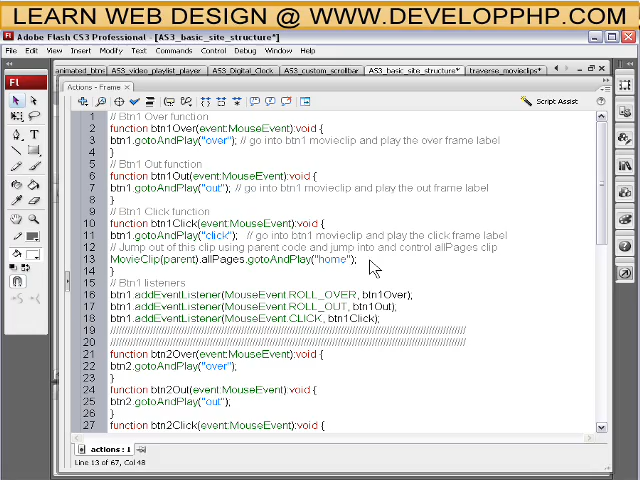 LEARN WEB DESIGN @ WWW.DEVELOPPHP.COM
Adobe Flash CS3 Professional - [AS3_basic_site_structure*]
File Edit View Insert Modify Text Commands Control Debug Window Help
animated_btns AS3_video_playlist_player AS3_Digital_Clock AS3_custom_scrollbar AS3_basic_site_structure* traverse_movieclips*
Actions - Frame
Script Assist
1 // Btn1 Over function
2 function btn1Over(event:MouseEvent):void {
3 btn1.gotoAndPlay("over"); // go into btn1 movieclip and play the over frame label
4 }
5 // Btn1 Out function
6 function btn1Out(event:MouseEvent):void {
7 btn1.gotoAndPlay("out"); // go into btn1 movieclip and play the out frame label
8 }
9 // Btn1 Click function
10 function btn1Click(event:MouseEvent):void {
11 btn1.gotoAndPlay("click"); // go into btn1 movieclip and play the click frame label
12 // Jump out of this clip using parent code and jump into and control allPages clip
13 MovieClip(parent).allPages.gotoAndPlay("home");
14 }
15 // Btn1 listeners
16 btn1.addEventListener(MouseEvent.ROLL_OVER, btn1Over);
17 btn1.addEventListener(MouseEvent.ROLL_OUT, btn1Out);
18 btn1.addEventListener(MouseEvent.CLICK, btn1Click);
19 ////////////////////////////////////////////////////////////////////////////////
20 ////////////////////////////////////////////////////////////////////////////////
21 function btn2Over(event:MouseEvent):void {
22 btn2.gotoAndPlay("over");
23 }
24 function btn2Out(event:MouseEvent):void {
25 btn2.gotoAndPlay("out");
26 }
27 function btn2Click(event:MouseEvent):void {
actions : 1
Line 13 of 67, Col 48